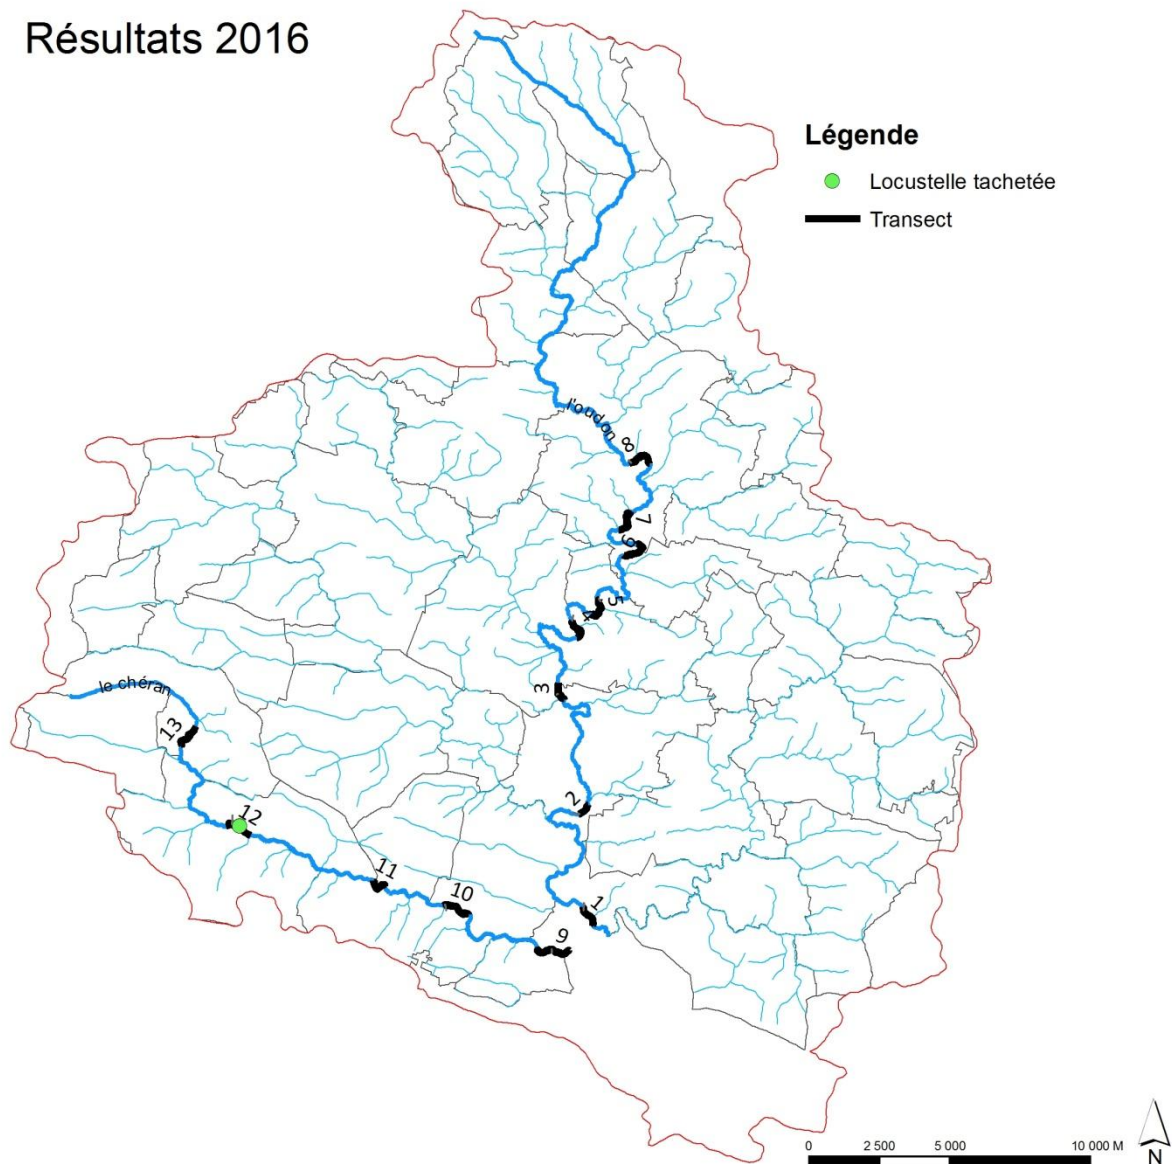 Résultats 2016
Légende
Locustelle tachetée
Transect
l'oudon
8
7
6
5
4
3
le chéran
13
2
12
11
10
1
9
0 2 500 5 000 10 000 M
N